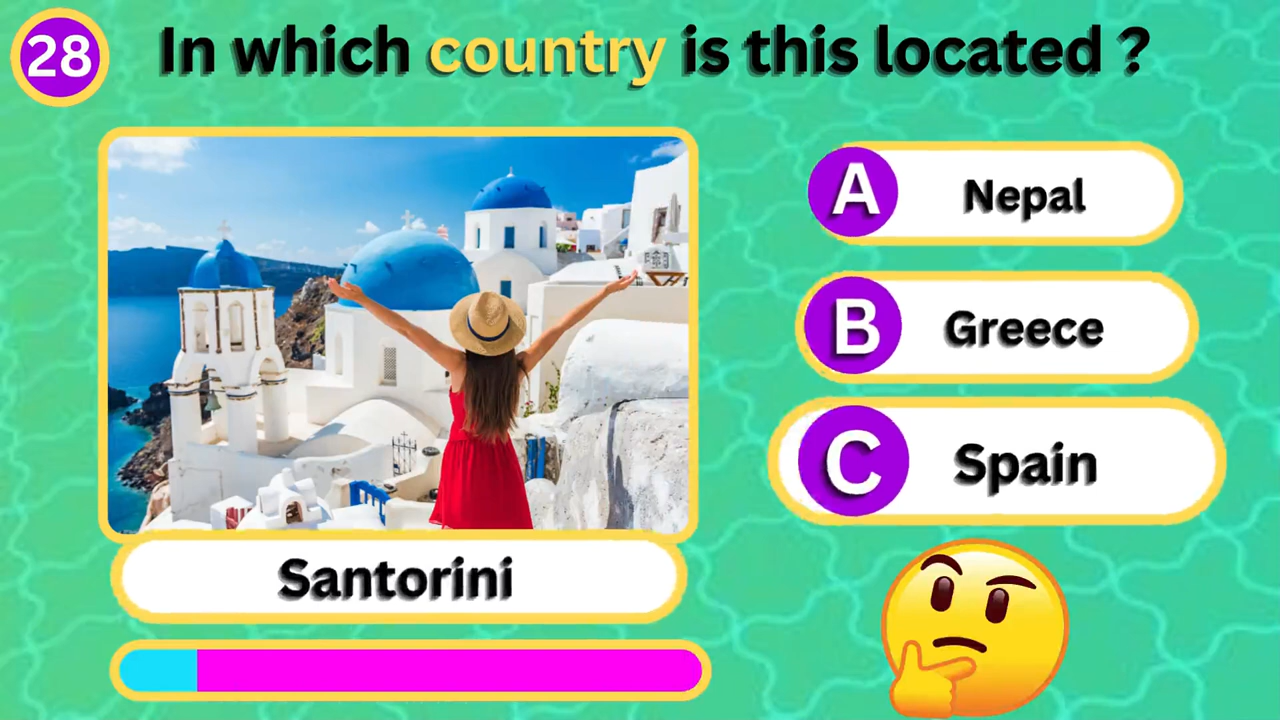 28
In which country is this located ?
A Nepal
B Greece
C Spain
Santorini